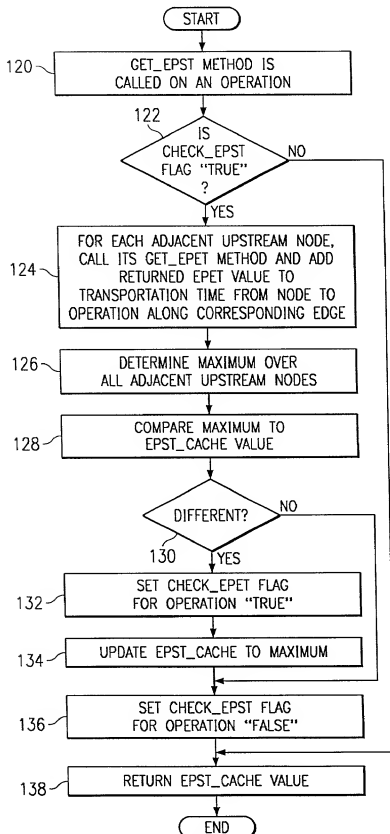 START
120
GET_EPST METHOD IS
CALLED ON AN OPERATION
122
IS
CHECK_EPST
FLAG "TRUE"
?
NO
YES
124
FOR EACH ADJACENT UPSTREAM NODE,
CALL ITS GET_EPET METHOD AND ADD
RETURNED EPET VALUE TO
TRANSPORTATION TIME FROM NODE TO
OPERATION ALONG CORRESPONDING EDGE
126
DETERMINE MAXIMUM OVER
ALL ADJACENT UPSTREAM NODES
128
COMPARE MAXIMUM TO
EPST_CACHE VALUE
DIFFERENT?
NO
130
YES
132
SET CHECK_EPET FLAG
FOR OPERATION "TRUE"
134
UPDATE EPST_CACHE TO MAXIMUM
136
SET CHECK_EPST FLAG
FOR OPERATION "FALSE"
138
RETURN EPST_CACHE VALUE
END